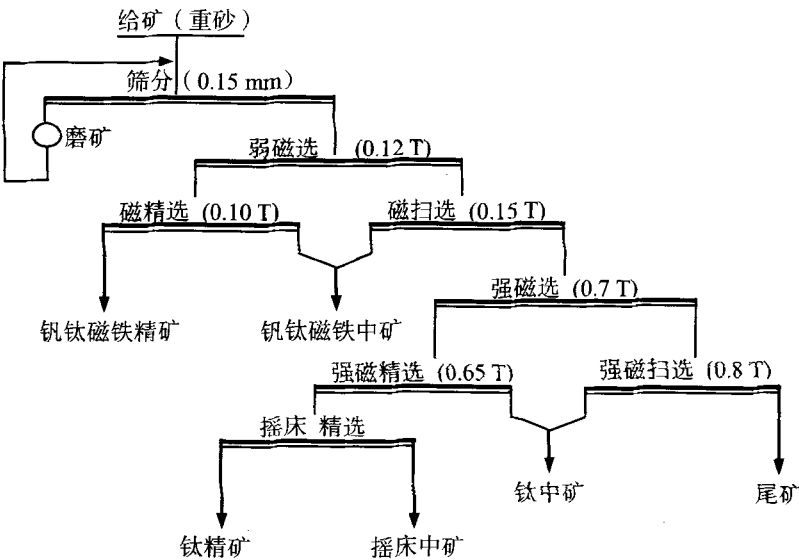 给矿（重砂）
筛分（0.15 mm）
磨矿
弱磁选 (0.12 T)
磁精选 (0.10 T)
磁扫选 (0.15 T)
强磁选 (0.7 T)
钒钛磁铁精矿
钒钛磁铁中矿
强磁精选 (0.65 T)
强磁扫选 (0.8 T)
摇床 精选
钛中矿
尾矿
钛精矿
摇床中矿